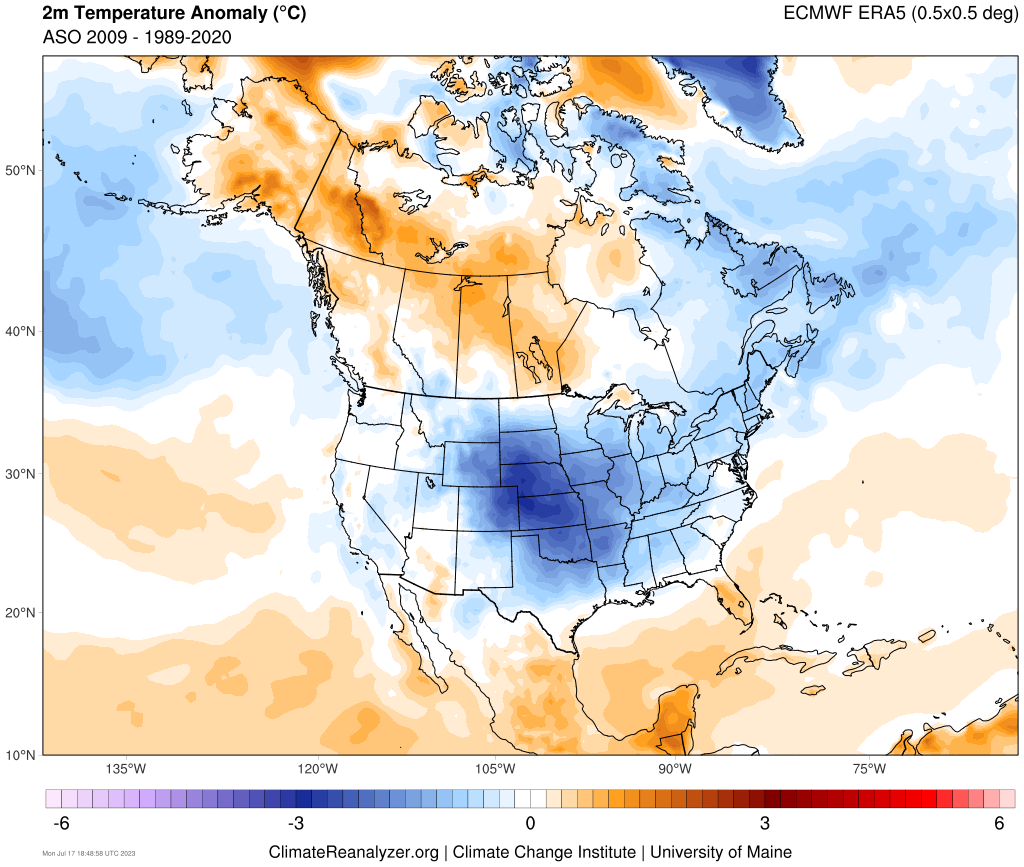 2m Temperature Anomaly (°C)
ECMWF ERA5 (0.5x0.5 deg)
ASO 2009 - 1989-2020
50°N
40°N
30°N
20°N
10°N
135°W 120°W 105°W 90°W 75°W
-6 -3 0 3 6
Mon Jul 17 18:48:58 UTC 2023
ClimateReanalyzer.org | Climate Change Institute | University of Maine